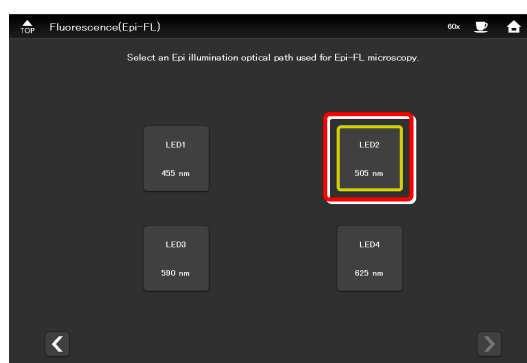 TOP Fluorescence(Epi-FL) 60x
Select an Epi illumination optical path used for Epi-FL microscopy.
LED1
455 nm
LED2
505 nm
LED3
590 nm
LED4
625 nm